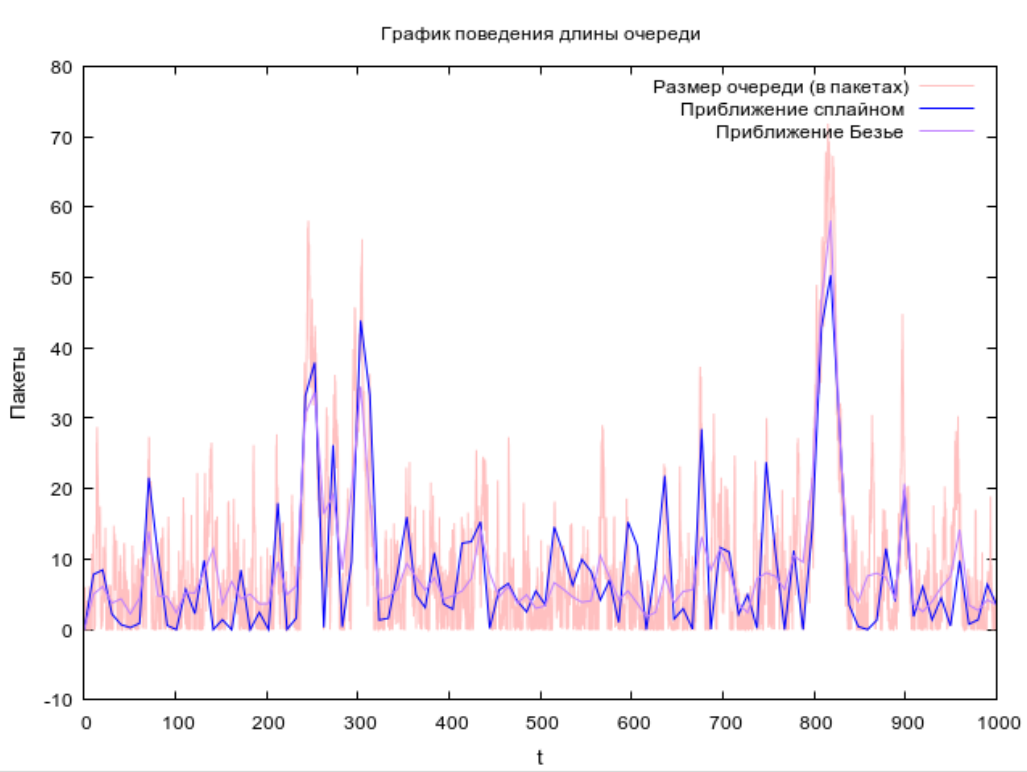 График поведения длины очереди
Размер очереди (в пакетах)
Приближение сплайном
Приближение Безье
80
70
60
50
40
30
20
10
0
-10
Пакеты
0 100 200 300 400 500 600 700 800 900 1000
t